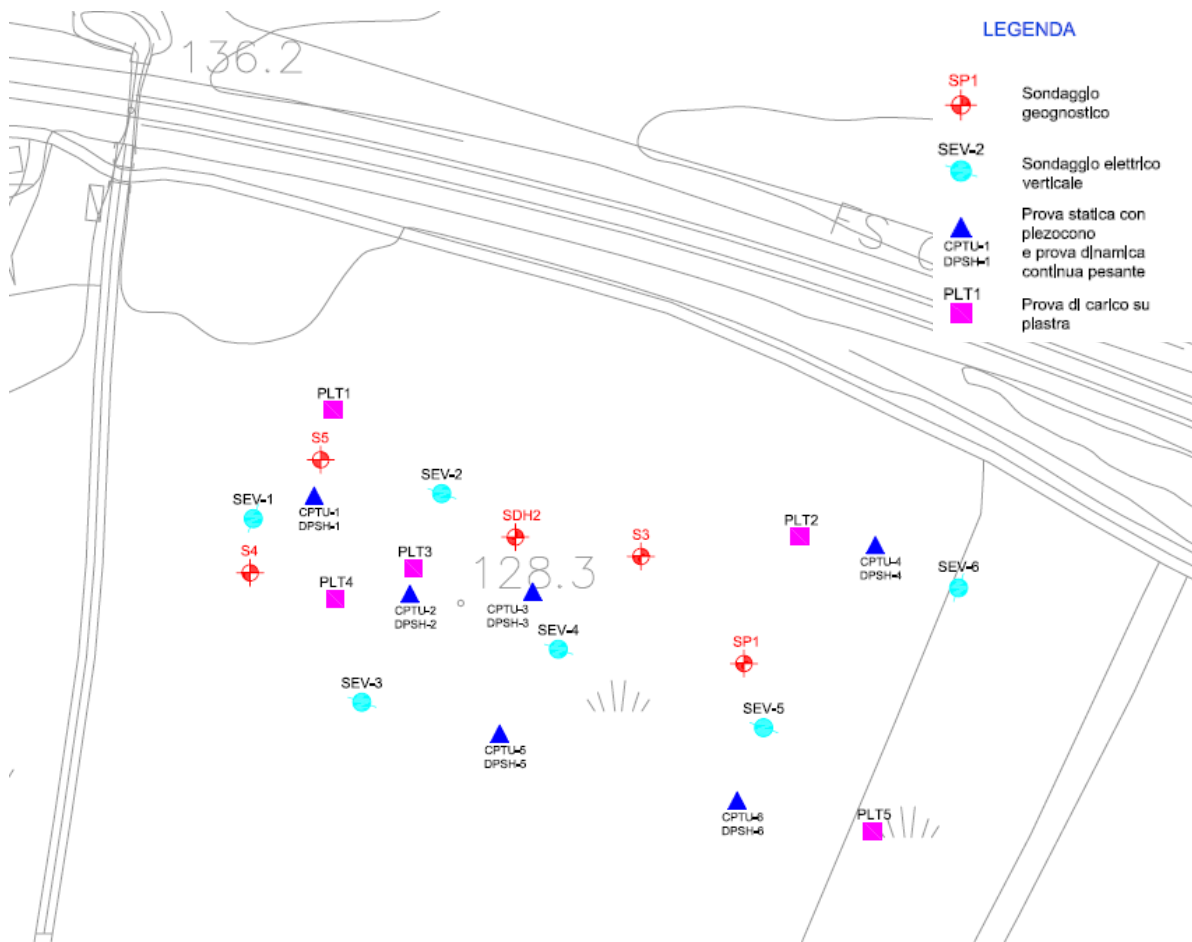 LEGENDA
136.2
SP1
Sondaggio
geognostico
SEV-2
Sondaggio elettrico
verticale
Prova statica con
piezocono
e prova dinamica
continua pesante
CPTU-1
DPSH-1
PLT1
Prova di carico su
piastra
FS
PLT1
S5
SEV-2
SEV-1
CPTU-1
DPSH-1
SDH2
S3
PLT2
S4
PLT3
128.3
CPTU-4
DPSH-4
SEV-6
PLT4
CPTU-2
DPSH-2
CPTU-3
DPSH-3
SEV-4
SP1
SEV-3
SEV-5
CPTU-5
DPSH-5
CPTU-6
DPSH-6
PLT5